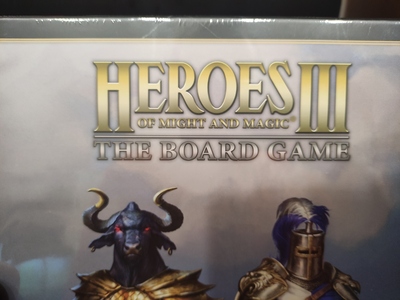 HEROES III
OF MIGHT AND MAGIC®
THE BOARD GAME